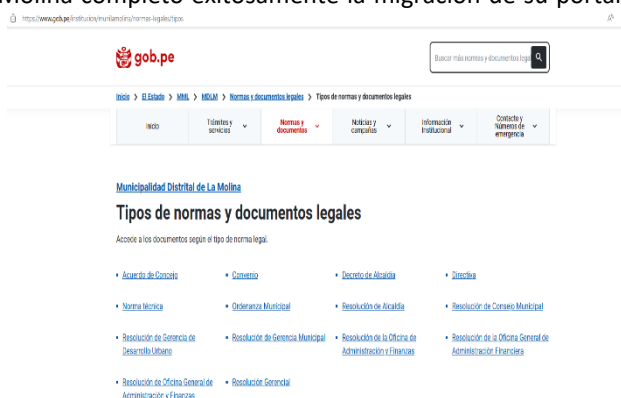 Molina completó exitosamente la migración de su portal
https://www.gob.pe/institucion/munilamolina/normas-legales/tipos
gob.pe
Buscar más normas y documentos legal
Inicio > El Estado > MML > MDLM > Normas y documentos legales > Tipos de normas y documentos legales
Inicio
Trámites y servicios
Normas y documentos
Noticias y campañas
Información institucional
Contacto y Números de emergencia
Municipalidad Distrital de La Molina
Tipos de normas y documentos legales
Accede a los documentos según el tipo de norma legal.
• Acuerdo de Concejo • Convenio • Decreto de Alcaldía • Directiva
• Norma técnica • Ordenanza Municipal • Resolución de Alcaldía • Resolución de Consejo Municipal
• Resolución de Gerencia de • Resolución de Gerencia Municipal • Resolución de la Oficina de • Resolución de la Oficina General de
Desarrollo Urbano Administración y Finanzas Administración Financiera
• Resolución de Oficina General de • Resolución Gerencial
Administración y Finanzas